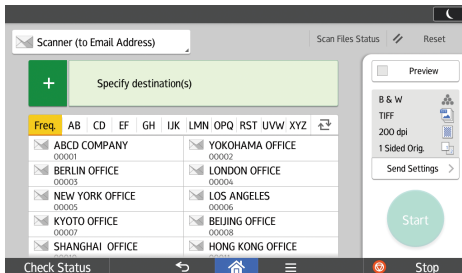 Scanner (to Email Address)
Scan Files Status
Reset
+
Specify destination(s)
Preview
B & W
TIFF
200 dpi
1 Sided Orig.
Send Settings >
Start
Freq. AB CD EF GH IJK LMN OPQ RST UVW XYZ
ABCD COMPANY
00001
YOKOHAMA OFFICE
00002
BERLIN OFFICE
00003
LONDON OFFICE
00004
NEW YORK OFFICE
00005
LOS ANGELES
00006
KYOTO OFFICE
00007
BEIJING OFFICE
00008
SHANGHAI OFFICE
HONG KONG OFFICE
Check Status
Stop